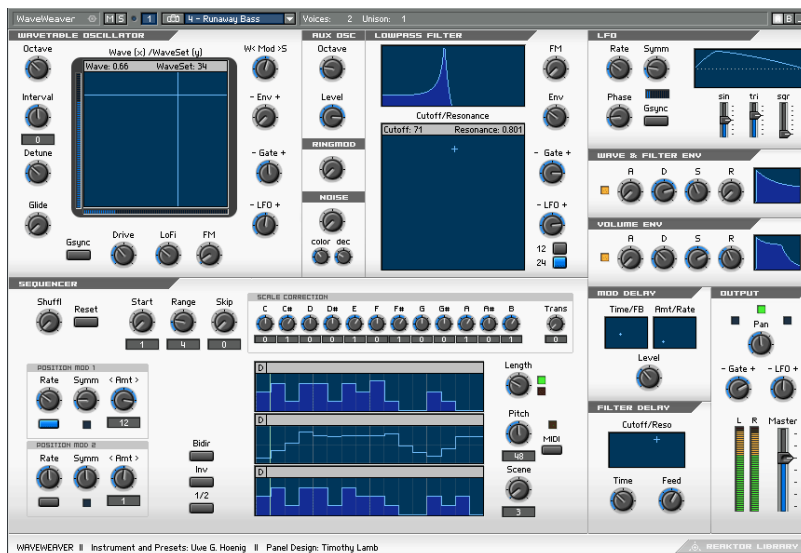 WaveWeaver M S 1 4 - Runaway Bass Voices: 2 Unison: 1 B
WAVETABLE OSCILLATOR
Octave
Wave (x) /WaveSet (y)
W< Mod >S
Wave: 0.66 WaveSet: 34
Interval
0
- Env +
Detune
- Gate +
Glide
- LFO +
Gsync
Drive
LoFi
FM
AUX OSC
Octave
Level
RINGMOD
NOISE
color dec
LOWPASS FILTER
FM
Env
Cutoff/Resonance
Cutoff: 71 Resonance: 0.801
- Gate +
- LFO +
12
24
LFO
Rate Symm
Phase Gsync
sin tri sqr
WAVE & FILTER ENV
A D S R
VOLUME ENV
A D S R
SEQUENCER
Shuffl
Reset
Start Range Skip
1 4 0
SCALE CORRECTION
C C# D D# E F F# G G# A A# B
0 1 0 0 1 0 1 0 0 1 0 1
Trans
0
POSITION MOD 1
Rate Symm < Amt >
12
POSITION MOD 2
Rate Symm < Amt >
1
Bidir
Inv
1/2
D
D
D
Length
Pitch
48
MIDI
Scene
3
MOD DELAY
Time/FB Amt/Rate
Level
FILTER DELAY
Cutoff/Reso
Time Feed
OUTPUT
Pan
- Gate + - LFO +
L R Master
WAVEWEAVER II Instrument and Presets: Uwe G. Hoenig II Panel Design: Timothy Lamb
REAKTOR LIBRARY